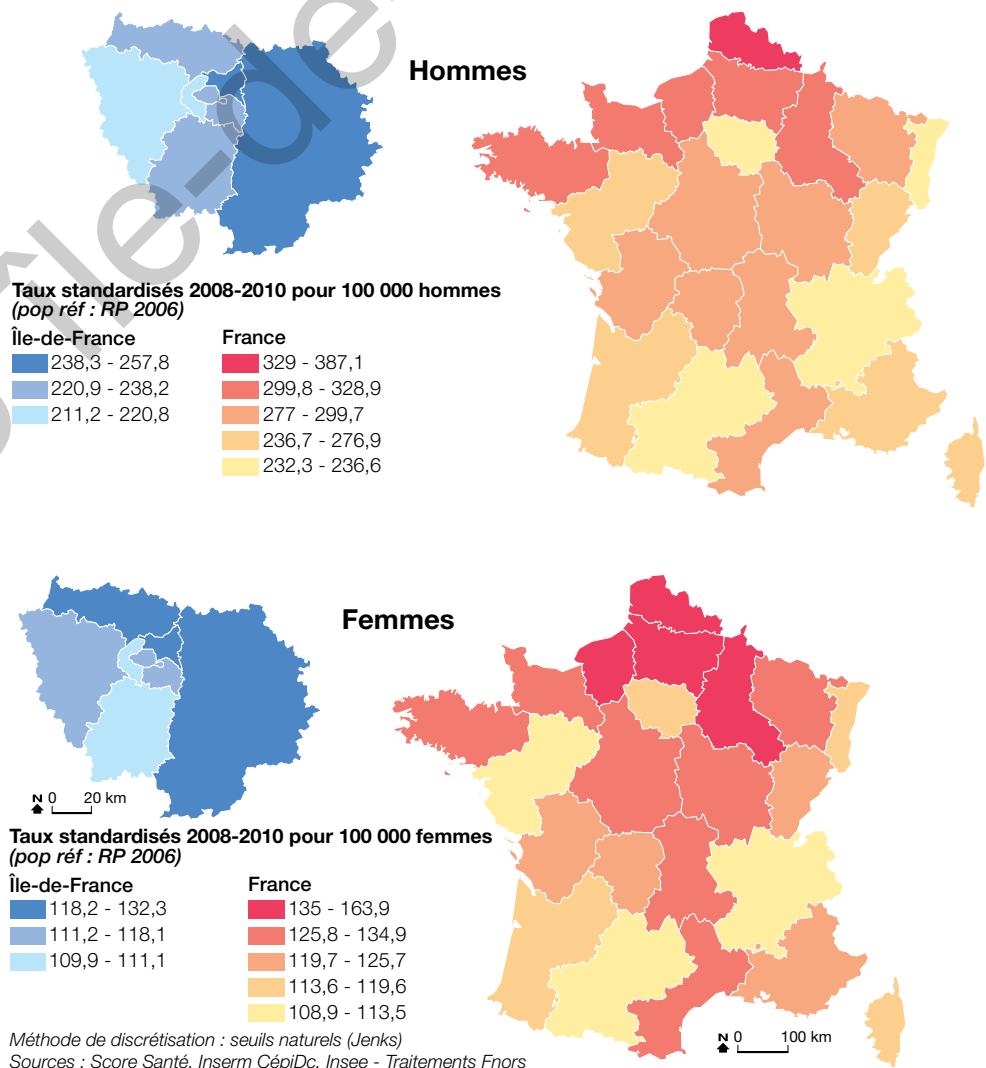 Hommes
Taux standardisés 2008-2010 pour 100 000 hommes
(pop réf : RP 2006)
Île-de-France
238,3 - 257,8
220,9 - 238,2
211,2 - 220,8
France
329 - 387,1
299,8 - 328,9
277 - 299,7
236,7 - 276,9
232,3 - 236,6
Femmes
N 0 20 km
Taux standardisés 2008-2010 pour 100 000 femmes
(pop réf : RP 2006)
Île-de-France
118,2 - 132,3
111,2 - 118,1
109,9 - 111,1
France
135 - 163,9
125,8 - 134,9
119,7 - 125,7
113,6 - 119,6
108,9 - 113,5
N 0 100 km
Méthode de discrétisation : seuils naturels (Jenks)
Sources : Score Santé, Inserm CépiDc, Insee - Traitements Fnors
Île-de